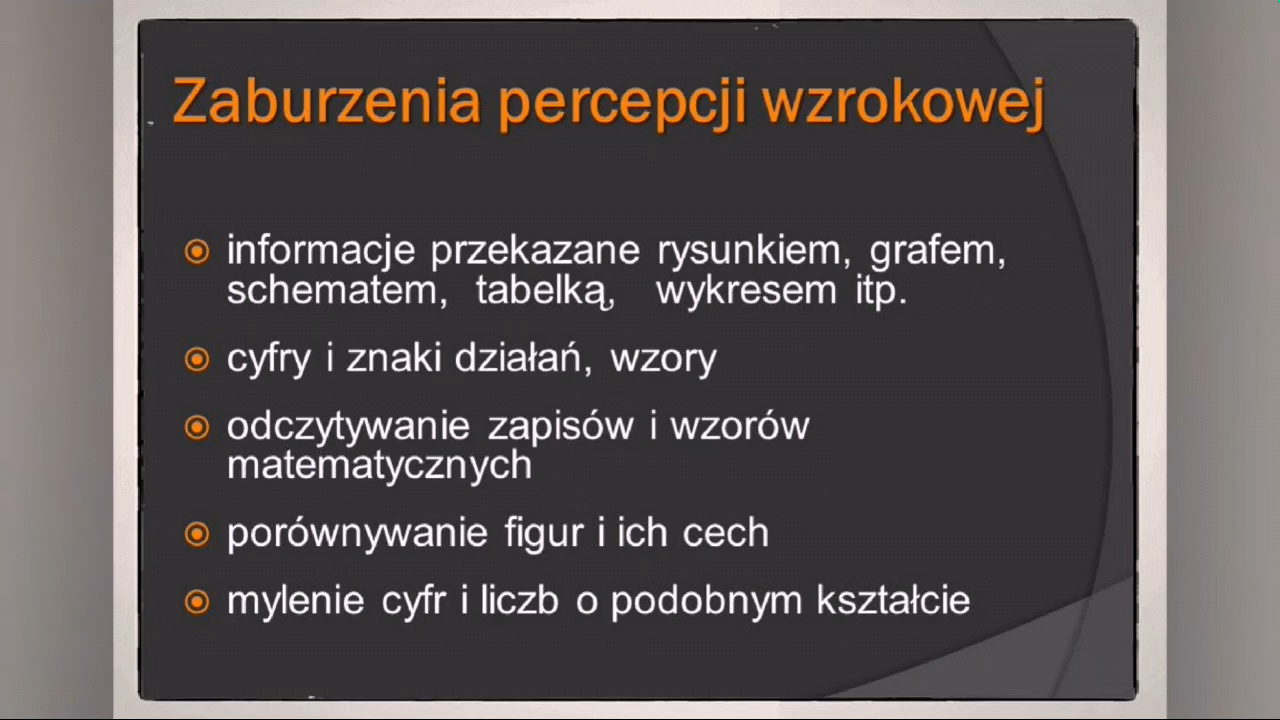 Zaburzenia percepcji wzrokowej
informacje przekazane rysunkiem, grafem,
schematem, tabelką, wykresem itp.
cyfry i znaki działań, wzory
odczytywanie zapisów i wzorów
matematycznych
porównywanie figur i ich cech
mylenie cyfr i liczb o podobnym kształcie